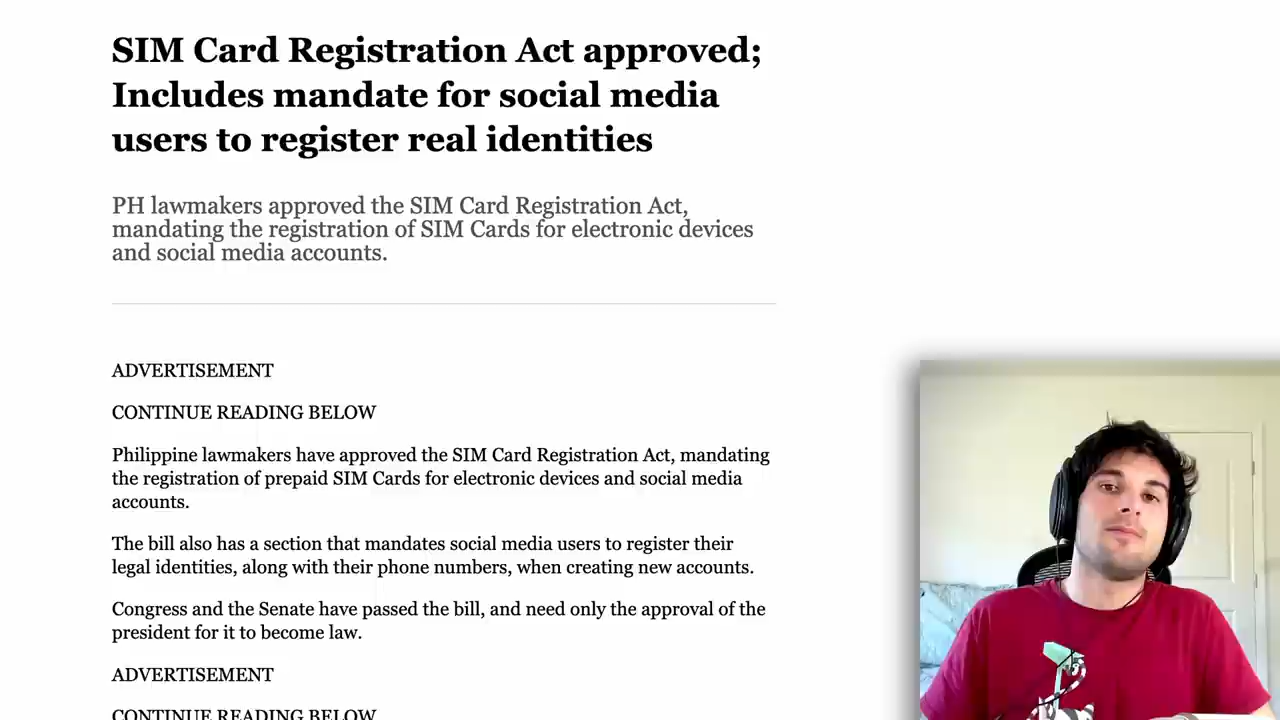 SIM Card Registration Act approved;
Includes mandate for social media
users to register real identities
PH lawmakers approved the SIM Card Registration Act,
mandating the registration of SIM Cards for electronic devices
and social media accounts.
ADVERTISEMENT
CONTINUE READING BELOW
Philippine lawmakers have approved the SIM Card Registration Act, mandating
the registration of prepaid SIM Cards for electronic devices and social media
accounts.
The bill also has a section that mandates social media users to register their
legal identities, along with their phone numbers, when creating new accounts.
Congress and the Senate have passed the bill, and need only the approval of the
president for it to become law.
ADVERTISEMENT
CONTINUE READING BELOW